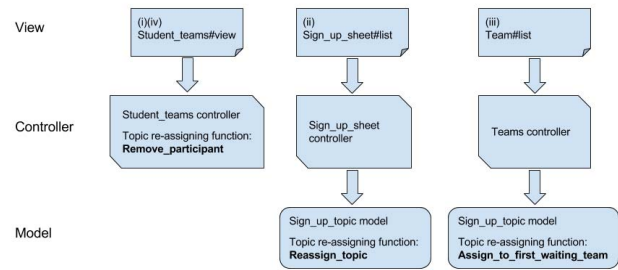 View
(i)(iv)
Student_teams#view
(ii)
Sign_up_sheet#list
(iii)
Team#list
Controller
Student_teams controller
Topic re-assigning function:
Remove_participant
Sign_up_sheet
controller
Teams controller
Model
Sign_up_topic model
Topic re-assigning function:
Reassign_topic
Sign_up_topic model
Topic re-assigning function:
Assign_to_first_waiting_team